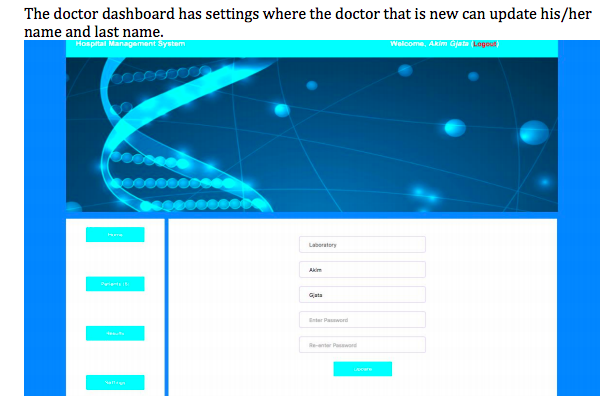 The doctor dashboard has settings where the doctor that is new can update his/her
name and last name.
Hospital Management System
Welcome, Akim Gjata (Logout)
Home
Laboratory
Akim
Patients (0)
Gjata
Enter Password
Results
Re-enter Password
Update
Settings